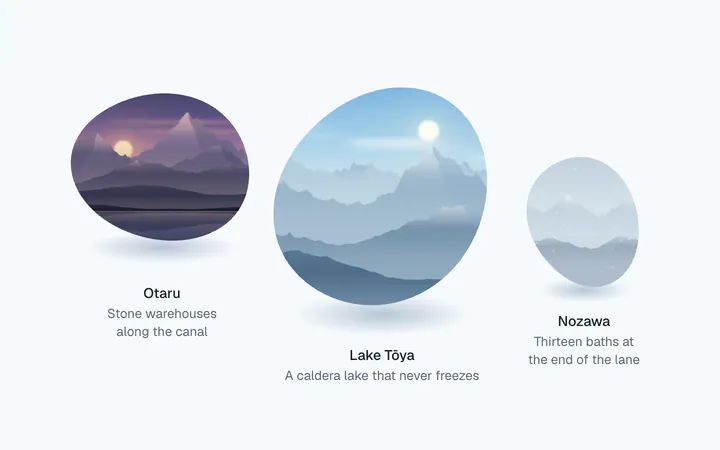 Otaru
Stone warehouses
along the canal
Lake Tōya
A caldera lake that never freezes
Nozawa
Thirteen baths at
the end of the lane